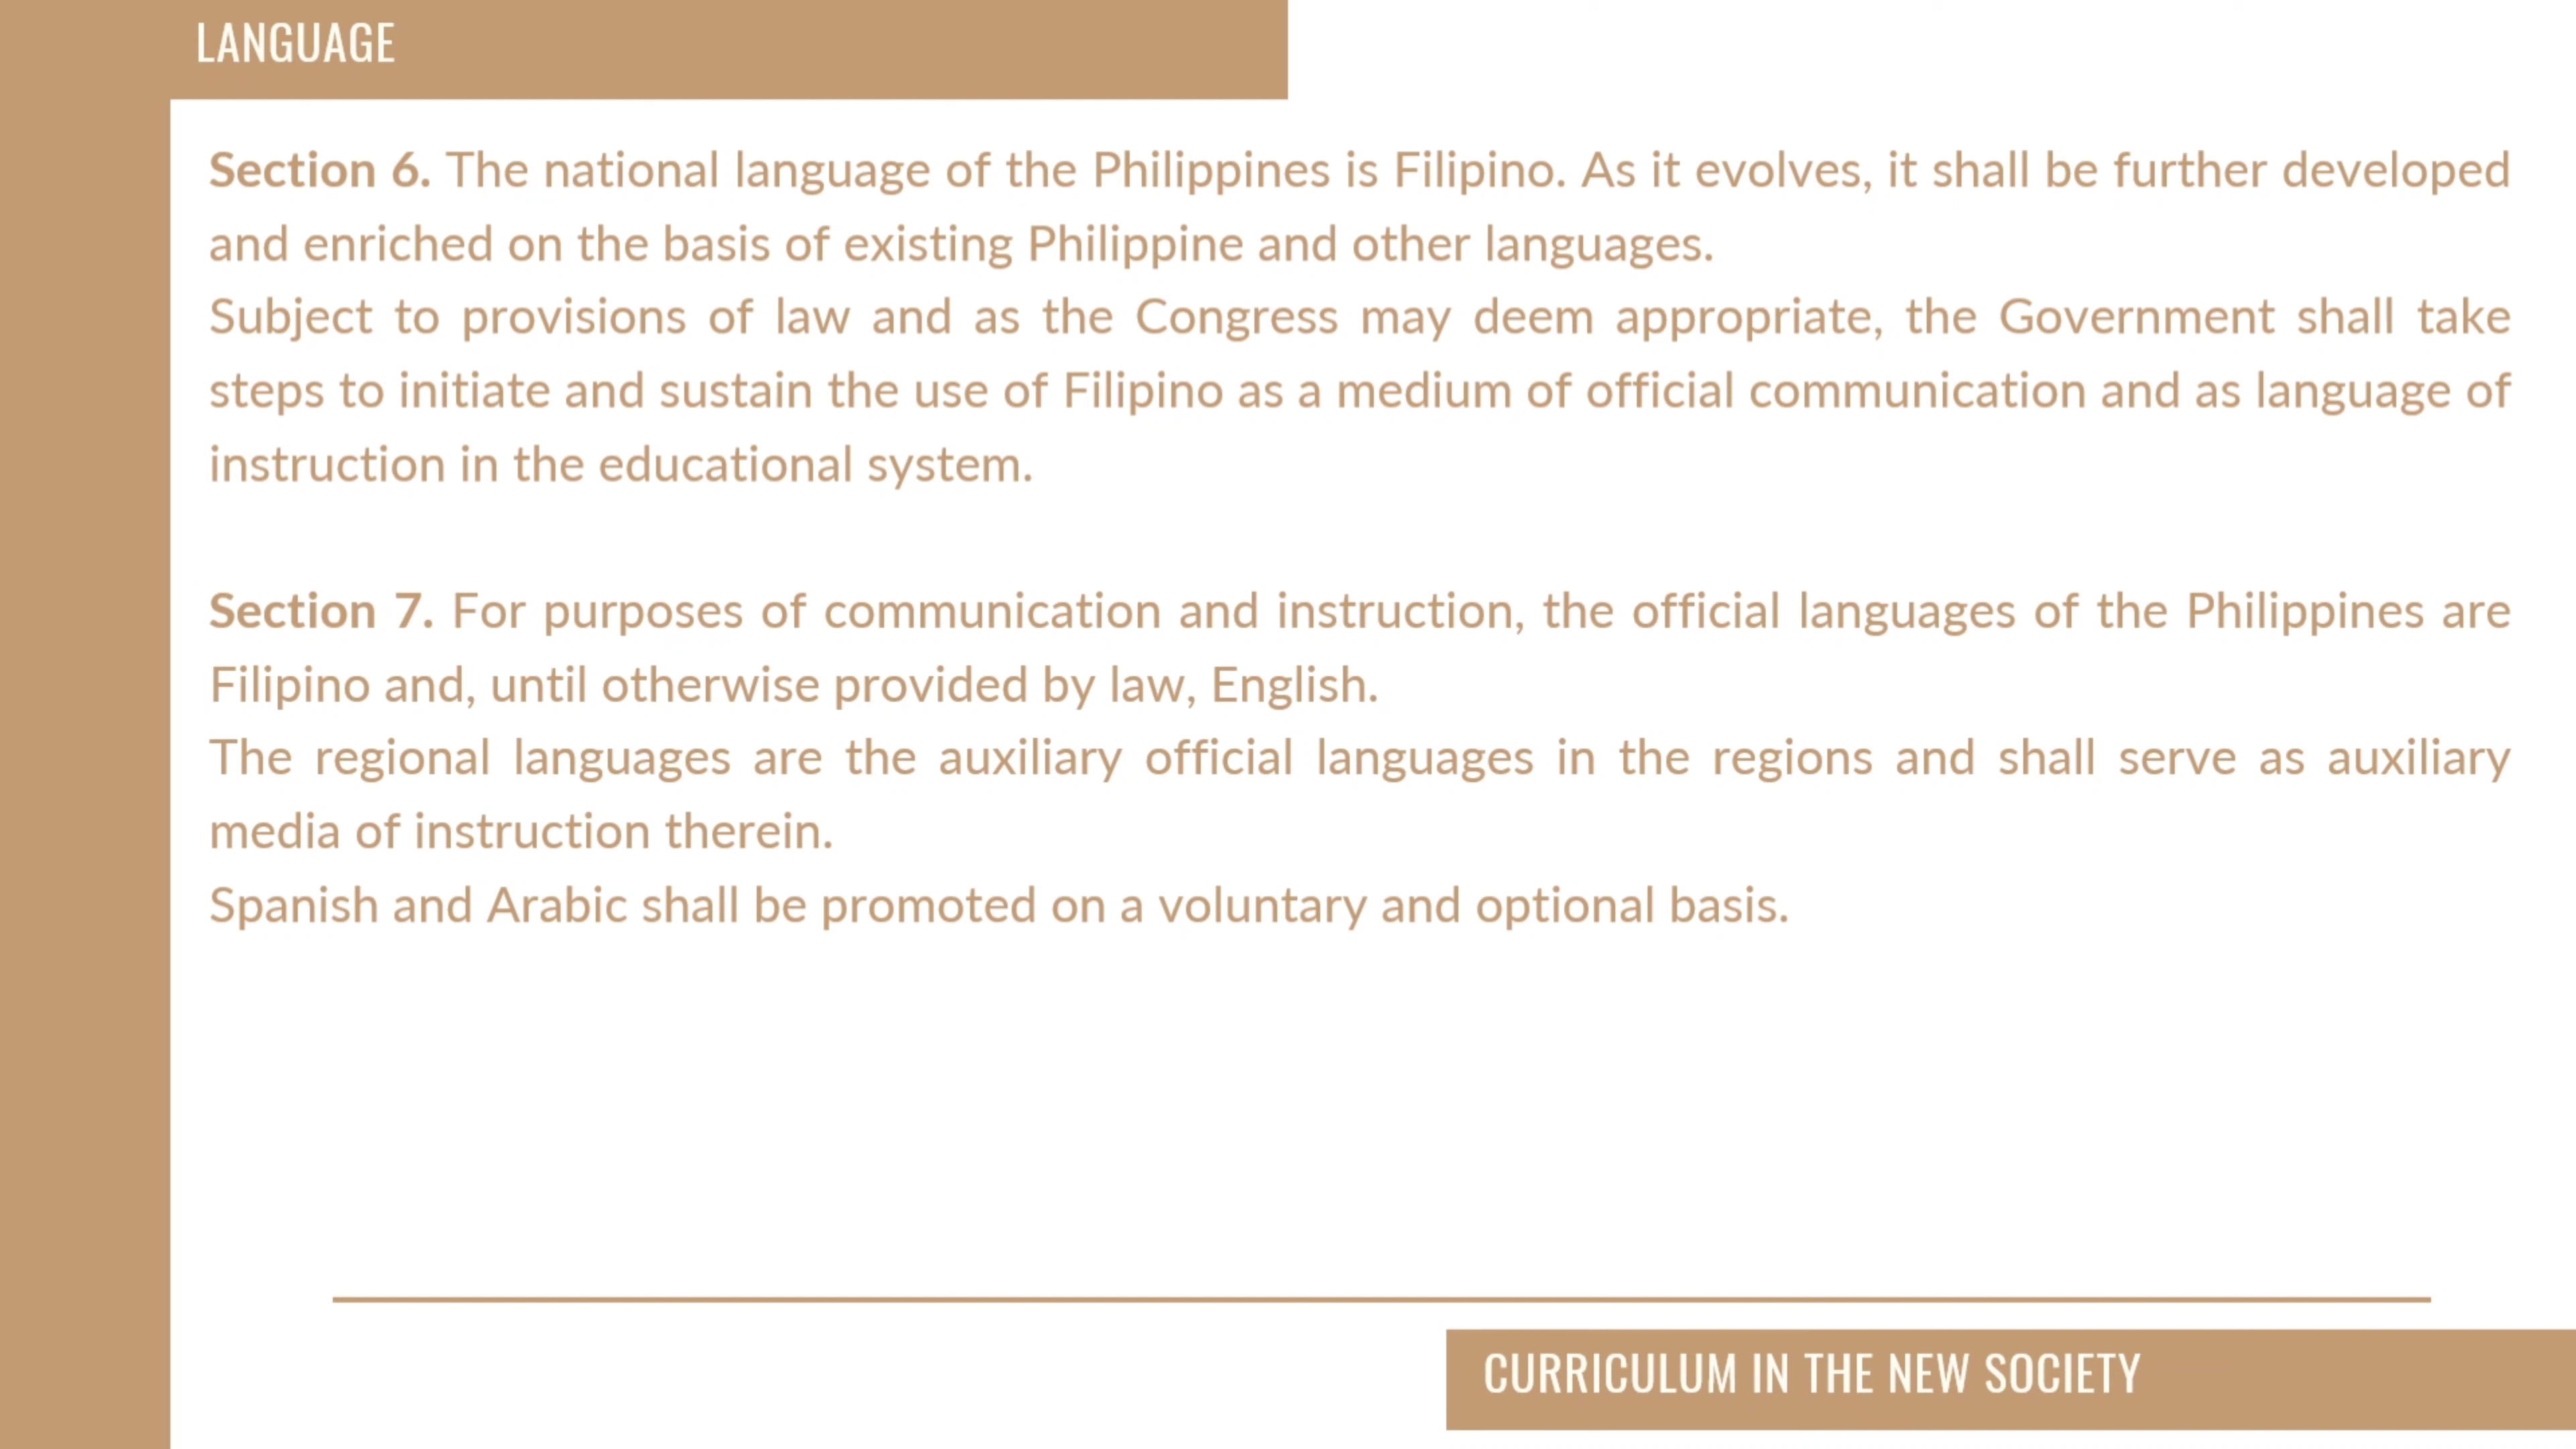 LANGUAGE
Section 6. The national language of the Philippines is Filipino. As it evolves, it shall be further developed
and enriched on the basis of existing Philippine and other languages.
Subject to provisions of law and as the Congress may deem appropriate, the Government shall take
steps to initiate and sustain the use of Filipino as a medium of official communication and as language of
instruction in the educational system.
Section 7. For purposes of communication and instruction, the official languages of the Philippines are
Filipino and, until otherwise provided by law, English.
The regional languages are the auxiliary official languages in the regions and shall serve as auxiliary
media of instruction therein.
Spanish and Arabic shall be promoted on a voluntary and optional basis.
CURRICULUM IN THE NEW SOCIETY